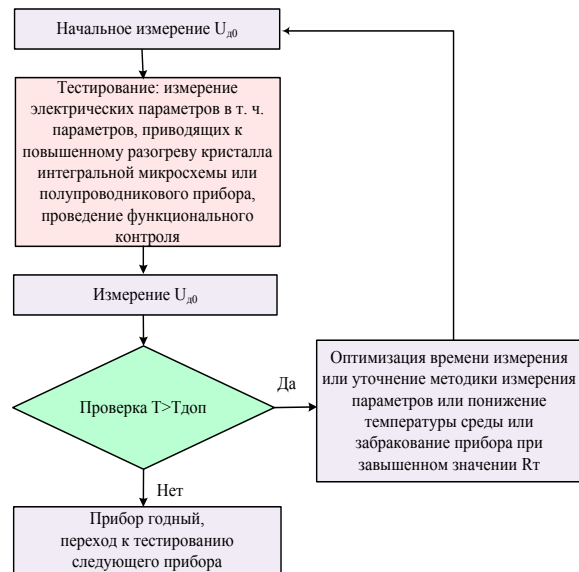 Начальное измерение Uд0
Тестирование: измерение
электрических параметров в т. ч.
параметров, приводящих к
повышенному разогреву кристалла
интегральной микросхемы или
полупроводникового прибора,
проведение функционального
контроля
Измерение Uд0
Проверка Т>Тдоп
Да
Оптимизация времени измерения
или уточнение методики измерения
параметров или понижение
температуры среды или
забракование прибора при
завышенном значении Rт
Нет
Прибор годный,
переход к тестированию
следующего прибора